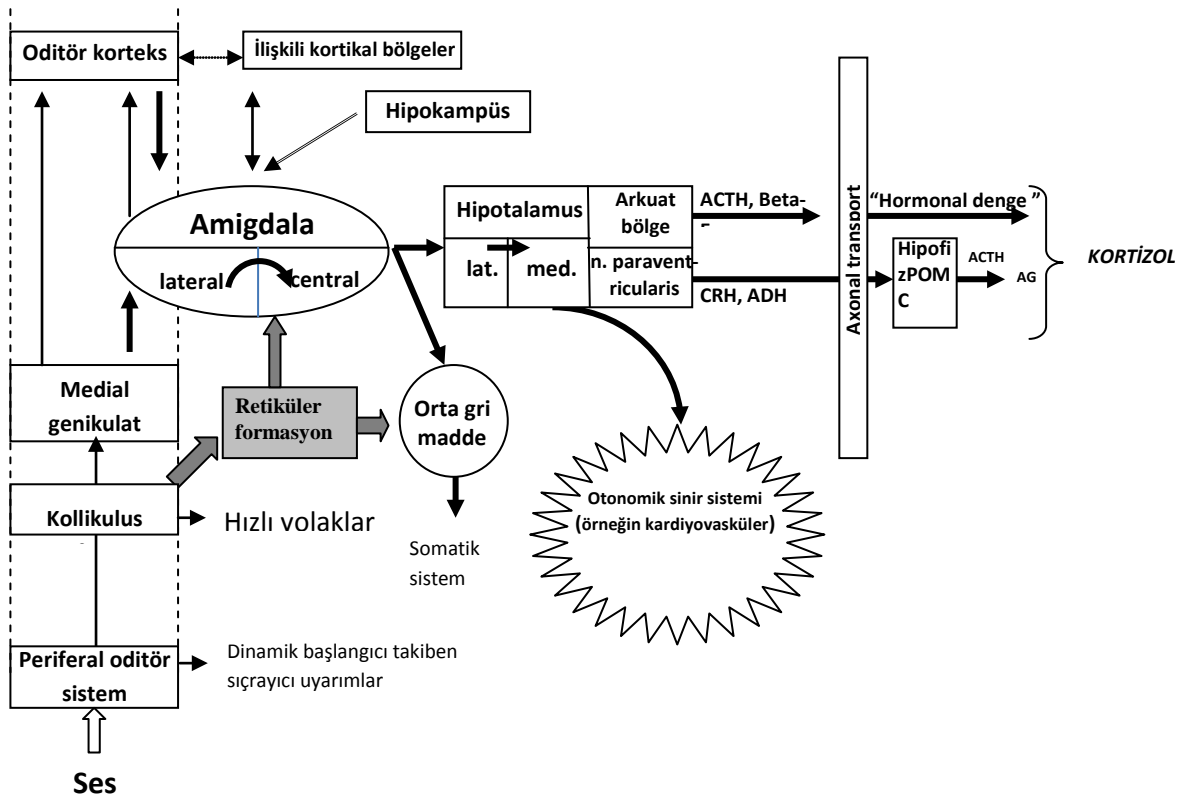 Oditör korteks
İlişkili kortikal bölgeler
Hipokampüs
Amigdala
lateral
central
Hipotalamus
lat.
med.
Arkuat
bölge
n. paravent-
ricularis
ACTH, Beta-
CRH, ADH
Axonal transport
“Hormonal denge ”
Hipofi
zPOM
C
ACTH
AG
KORTİZOL
Medial
genikulat
Retiküler
formasyon
Orta gri
madde
Kollikulus
Hızlı volaklar
Somatik
sistem
Otonomik sinir sistemi
(örneğin kardiyovasküler)
Periferal oditör
sistem
Dinamik başlangıcı takiben
sıçrayıcı uyarımlar
Ses